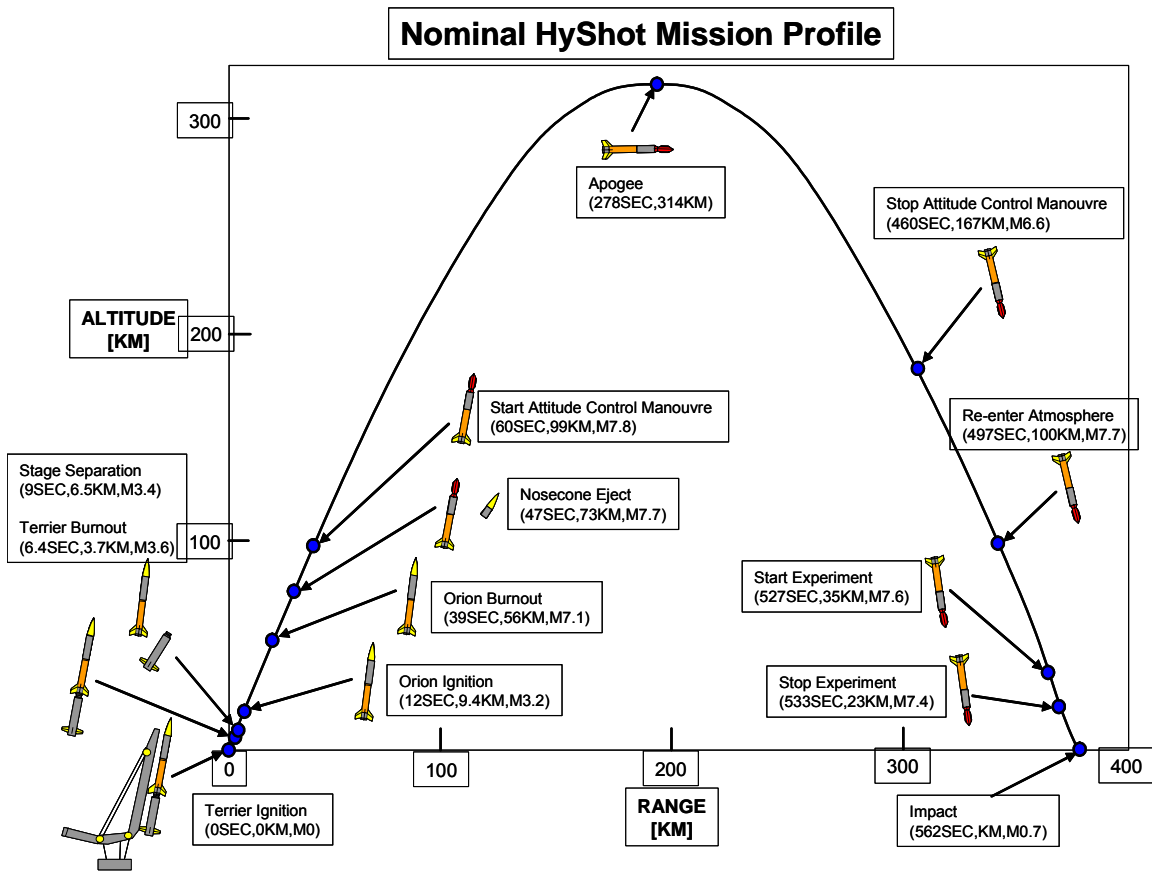 Nominal HyShot Mission Profile
300
Apogee
(278SEC,314KM)
Stop Attitude Control Manouvre
(460SEC,167KM,M6.6)
ALTITUDE
[KM]
200
Start Attitude Control Manouvre
(60SEC,99KM,M7.8)
Re-enter Atmosphere
(497SEC,100KM,M7.7)
Stage Separation
(9SEC,6.5KM,M3.4)
Terrier Burnout
(6.4SEC,3.7KM,M3.6)
100
Nosecone Eject
(47SEC,73KM,M7.7)
Orion Burnout
(39SEC,56KM,M7.1)
Start Experiment
(527SEC,35KM,M7.6)
Orion Ignition
(12SEC,9.4KM,M3.2)
Stop Experiment
(533SEC,23KM,M7.4)
0
100
200
300
400
Terrier Ignition
(0SEC,0KM,M0)
RANGE
[KM]
Impact
(562SEC,KM,M0.7)